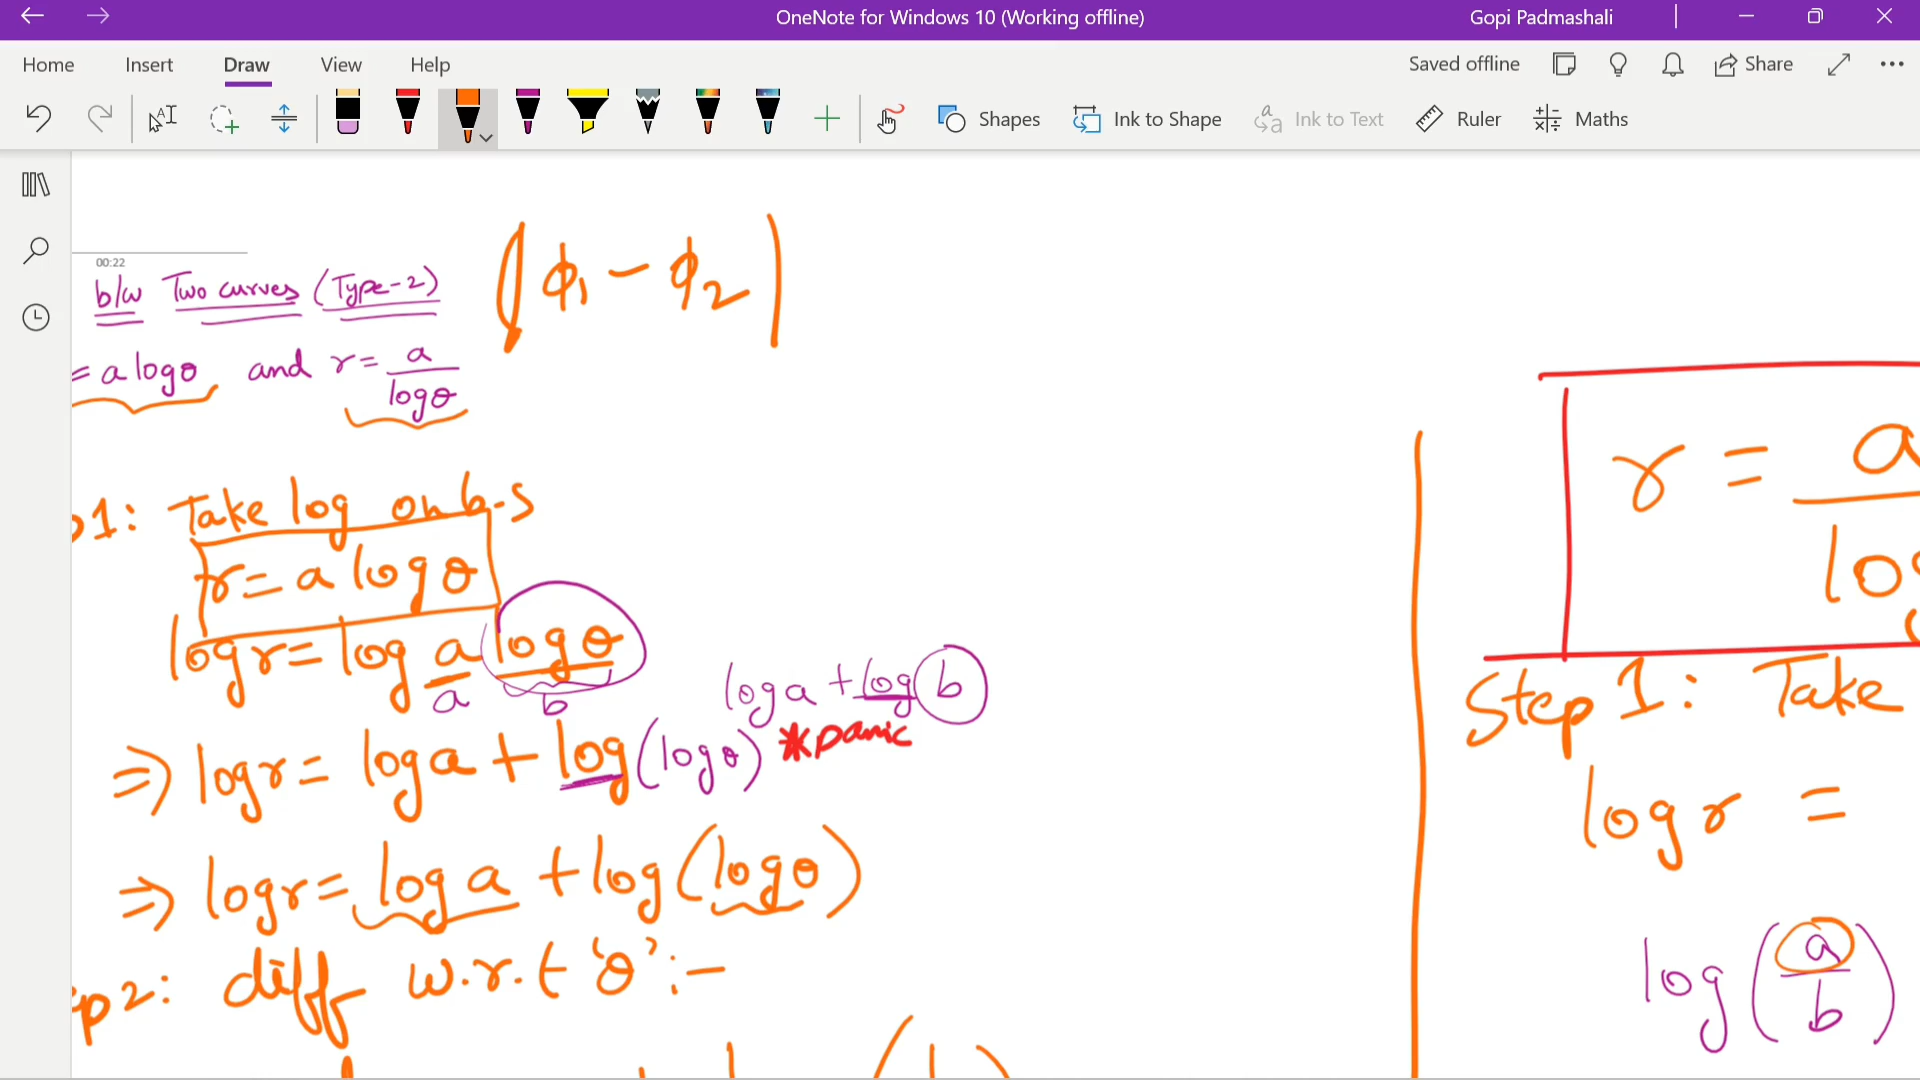 OneNote for Windows 10 (Working offline)
Gopi Padmashali
Home Insert Draw View Help
Saved offline
Share
Shapes
Ink to Shape
Ink to Text
Ruler
Maths
00:22
b/w Two curves (Type-2)
|ϕ₁ - ϕ₂|
= a logθ and r = a/logθ
p1: Take log on b.s
r = a logθ
logr = log a logθ
a b
log a + log b
⇒ logr = log a + log (logθ) *panic
⇒ logr = log a + log (logθ)
p2: diff w.r.t 'θ' :-
r = a
lo
Step 1: Take
log r =
log (a/b)